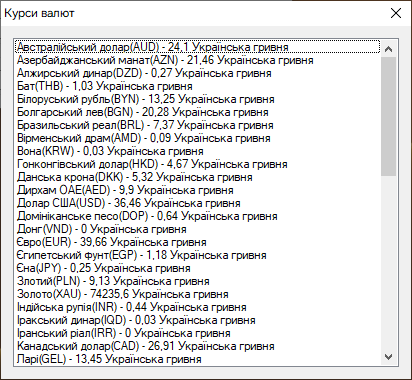 Курси валют
Австралійський долар(AUD) - 24,1 Українська гривня
Азербайджанський манат(AZN) - 21,46 Українська гривня
Алжирський динар(DZD) - 0,27 Українська гривня
Бат(THB) - 1,03 Українська гривня
Білоруський рубль(BYN) - 13,25 Українська гривня
Болгарський лев(BGN) - 20,28 Українська гривня
Бразильський реал(BRL) - 7,37 Українська гривня
Вірменський драм(AMD) - 0,09 Українська гривня
Вона(KRW) - 0,03 Українська гривня
Гонконгівський долар(HKD) - 4,67 Українська гривня
Данська крона(DKK) - 5,32 Українська гривня
Дирхам ОАЕ(AED) - 9,9 Українська гривня
Долар США(USD) - 36,46 Українська гривня
Домініканське песо(DOP) - 0,64 Українська гривня
Донг(VND) - 0 Українська гривня
Євро(EUR) - 39,66 Українська гривня
Єгипетський фунт(EGP) - 1,18 Українська гривня
Єна(JPY) - 0,25 Українська гривня
Злотий(PLN) - 9,13 Українська гривня
Золото(XAU) - 74235,6 Українська гривня
Індійська рупія(INR) - 0,44 Українська гривня
Іракський динар(IQD) - 0,03 Українська гривня
Іранський ріал(IRR) - 0 Українська гривня
Канадський долар(CAD) - 26,91 Українська гривня
Ларі(GEL) - 13,45 Українська гривня